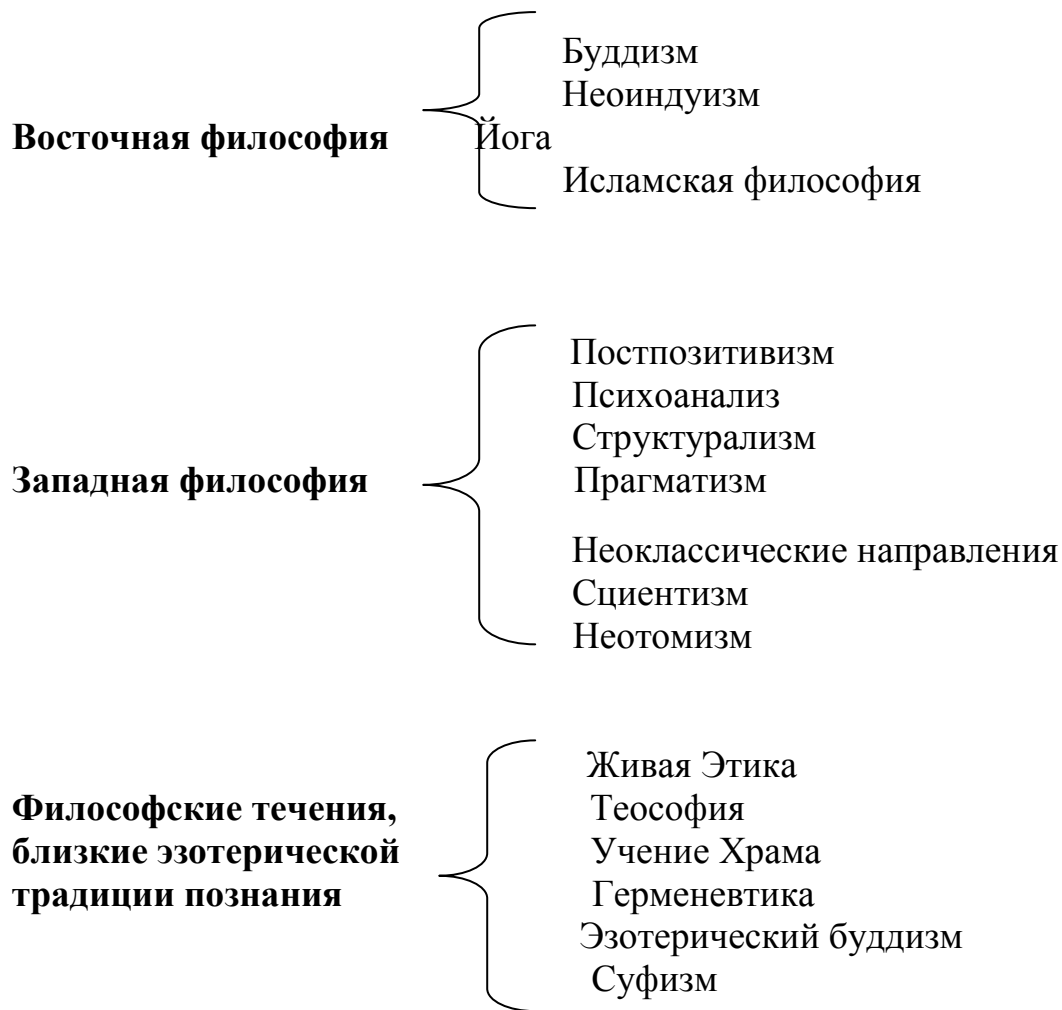 Буддизм
Неоиндуизм
Восточная философия Йога
Исламская философия
Постпозитивизм
Психоанализ
Структурализм
Западная философия Прагматизм
Неоклассические направления
Сциентизм
Неотомизм
Живая Этика
Философские течения, Теософия
близкие эзотерической Учение Храма
традиции познания Герменевтика
Эзотерический буддизм
Суфизм